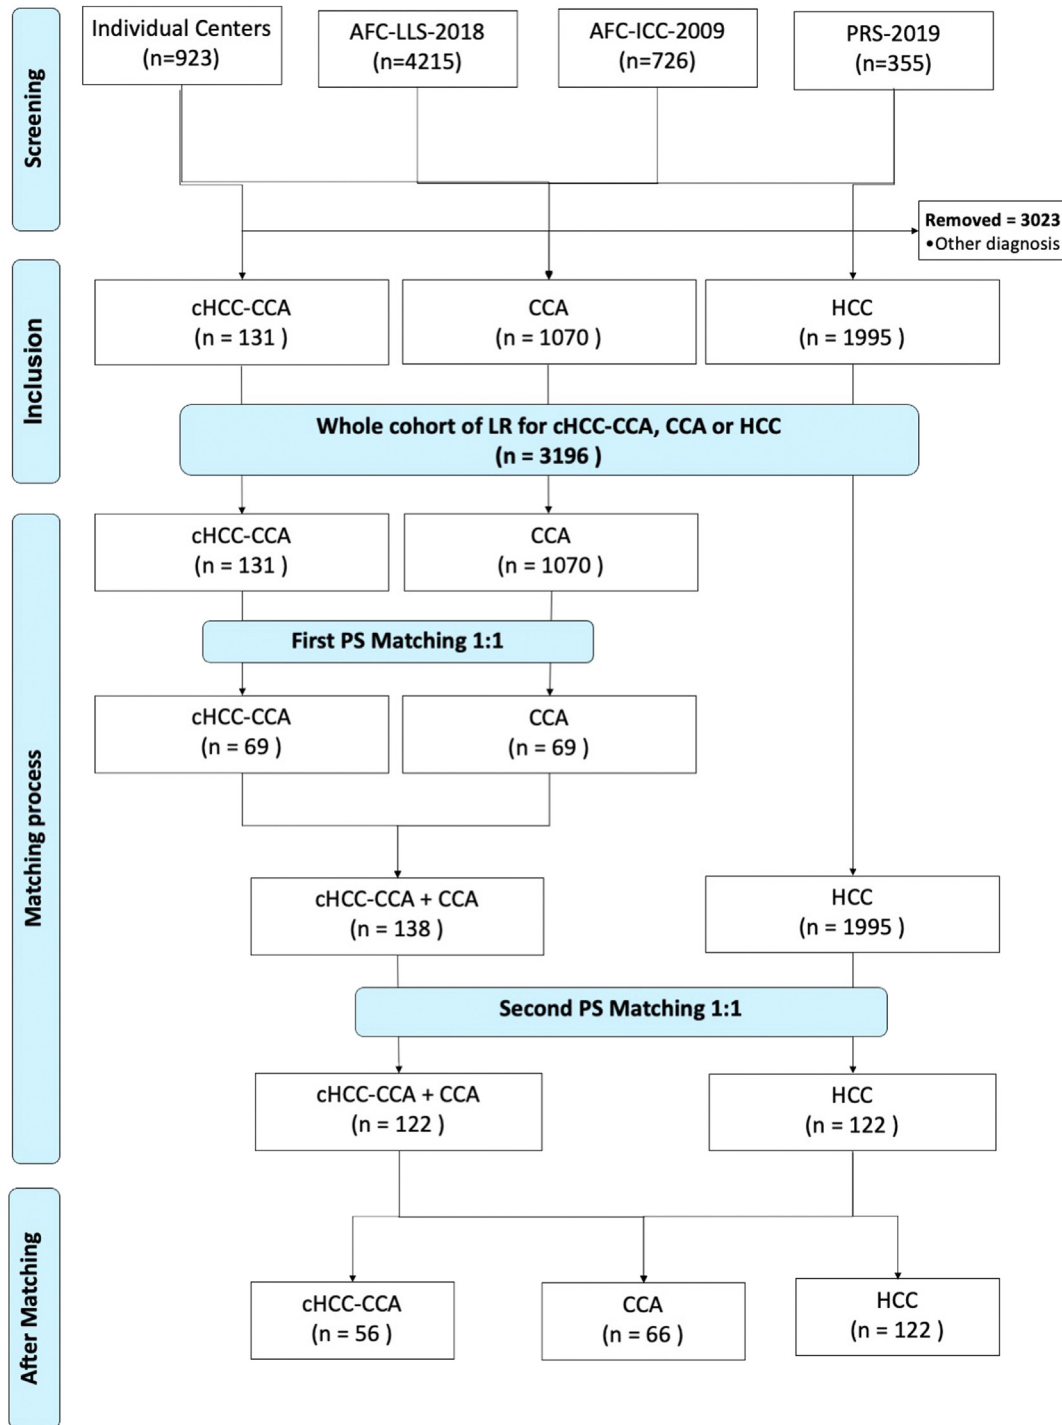 Screening
Individual Centers
(n=923)
AFC-LLS-2018
(n=4215)
AFC-ICC-2009
(n=726)
PRS-2019
(n=355)
Removed = 3023
•Other diagnosis
Inclusion
cHCC-CCA
(n = 131 )
CCA
(n = 1070 )
HCC
(n = 1995 )
Whole cohort of LR for cHCC-CCA, CCA or HCC
(n = 3196 )
Matching process
cHCC-CCA
(n = 131 )
CCA
(n = 1070 )
First PS Matching 1:1
cHCC-CCA
(n = 69 )
CCA
(n = 69 )
cHCC-CCA + CCA
(n = 138 )
HCC
(n = 1995 )
Second PS Matching 1:1
cHCC-CCA + CCA
(n = 122 )
HCC
(n = 122 )
After Matching
cHCC-CCA
(n = 56 )
CCA
(n = 66 )
HCC
(n = 122 )